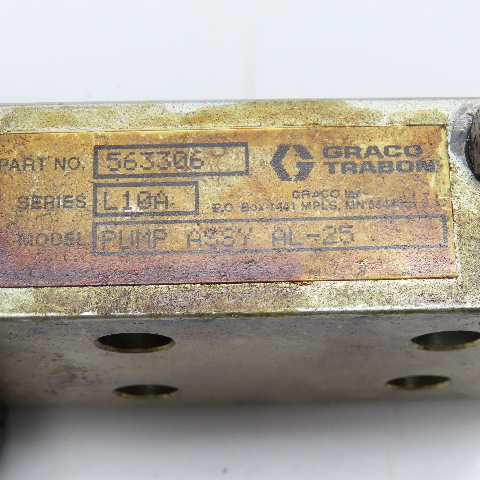 PART NO. 563306
GRACO
TRABON
SERIES L10A
GRACO INC.
P.O. Box 1441 MPLS. MN
MODEL PUMP ASSY AL-25